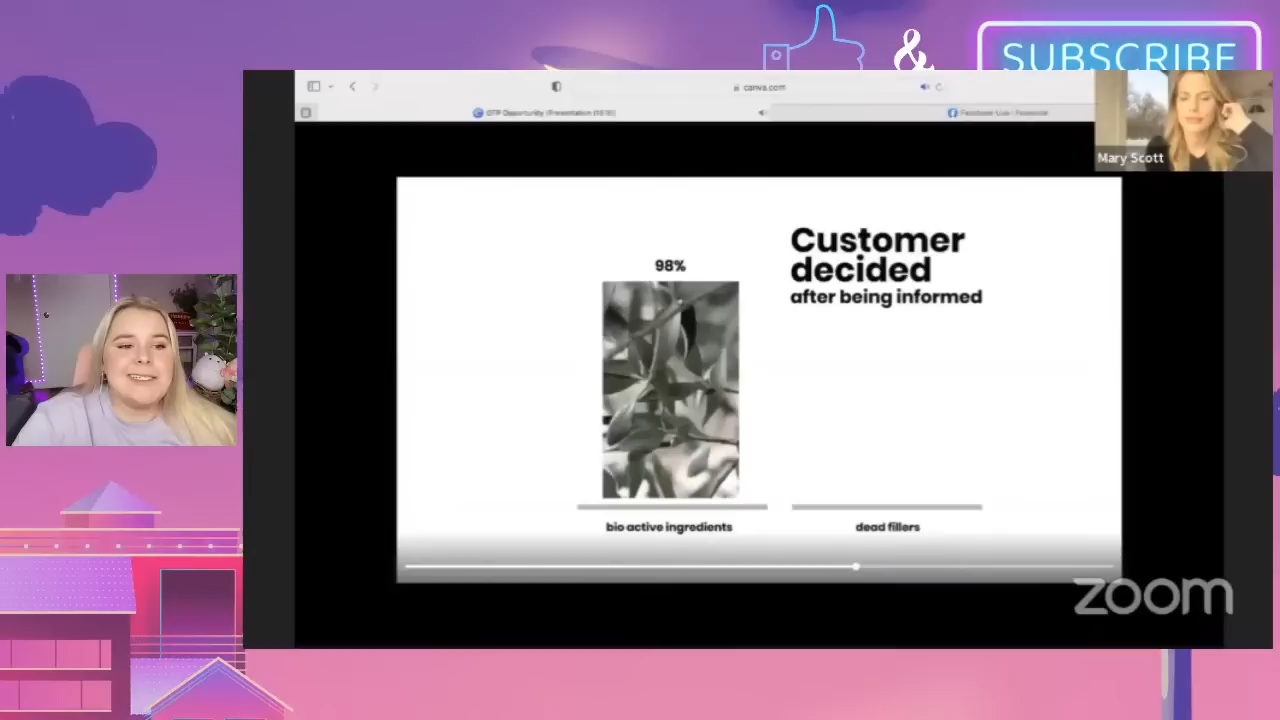 &
SUBSCRIBE
canva.com
Mary Scott
Customer
decided
after being informed
98%
bio active ingredients
dead fillers
zoom